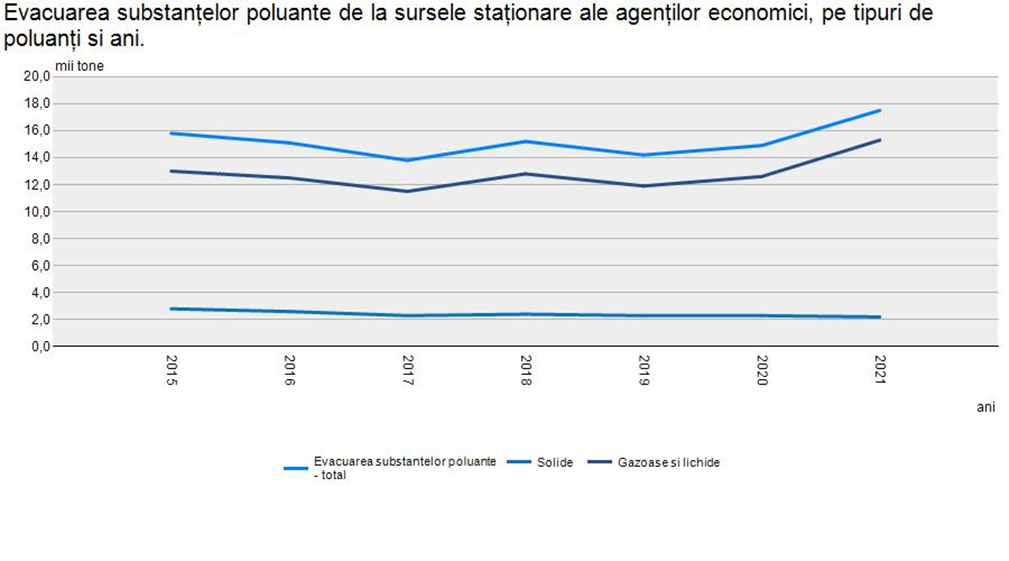 Evacuarea substanțelor poluante de la sursele staționare ale agenților economici, pe tipuri de
poluanți si ani.
mii tone
20,0
18,0
16,0
14,0
12,0
10,0
8,0
6,0
4,0
2,0
0,0
2015
2016
2017
2018
2019
2020
2021
ani
Evacuarea substantelor poluante
- total
Solide
Gazoase si lichide